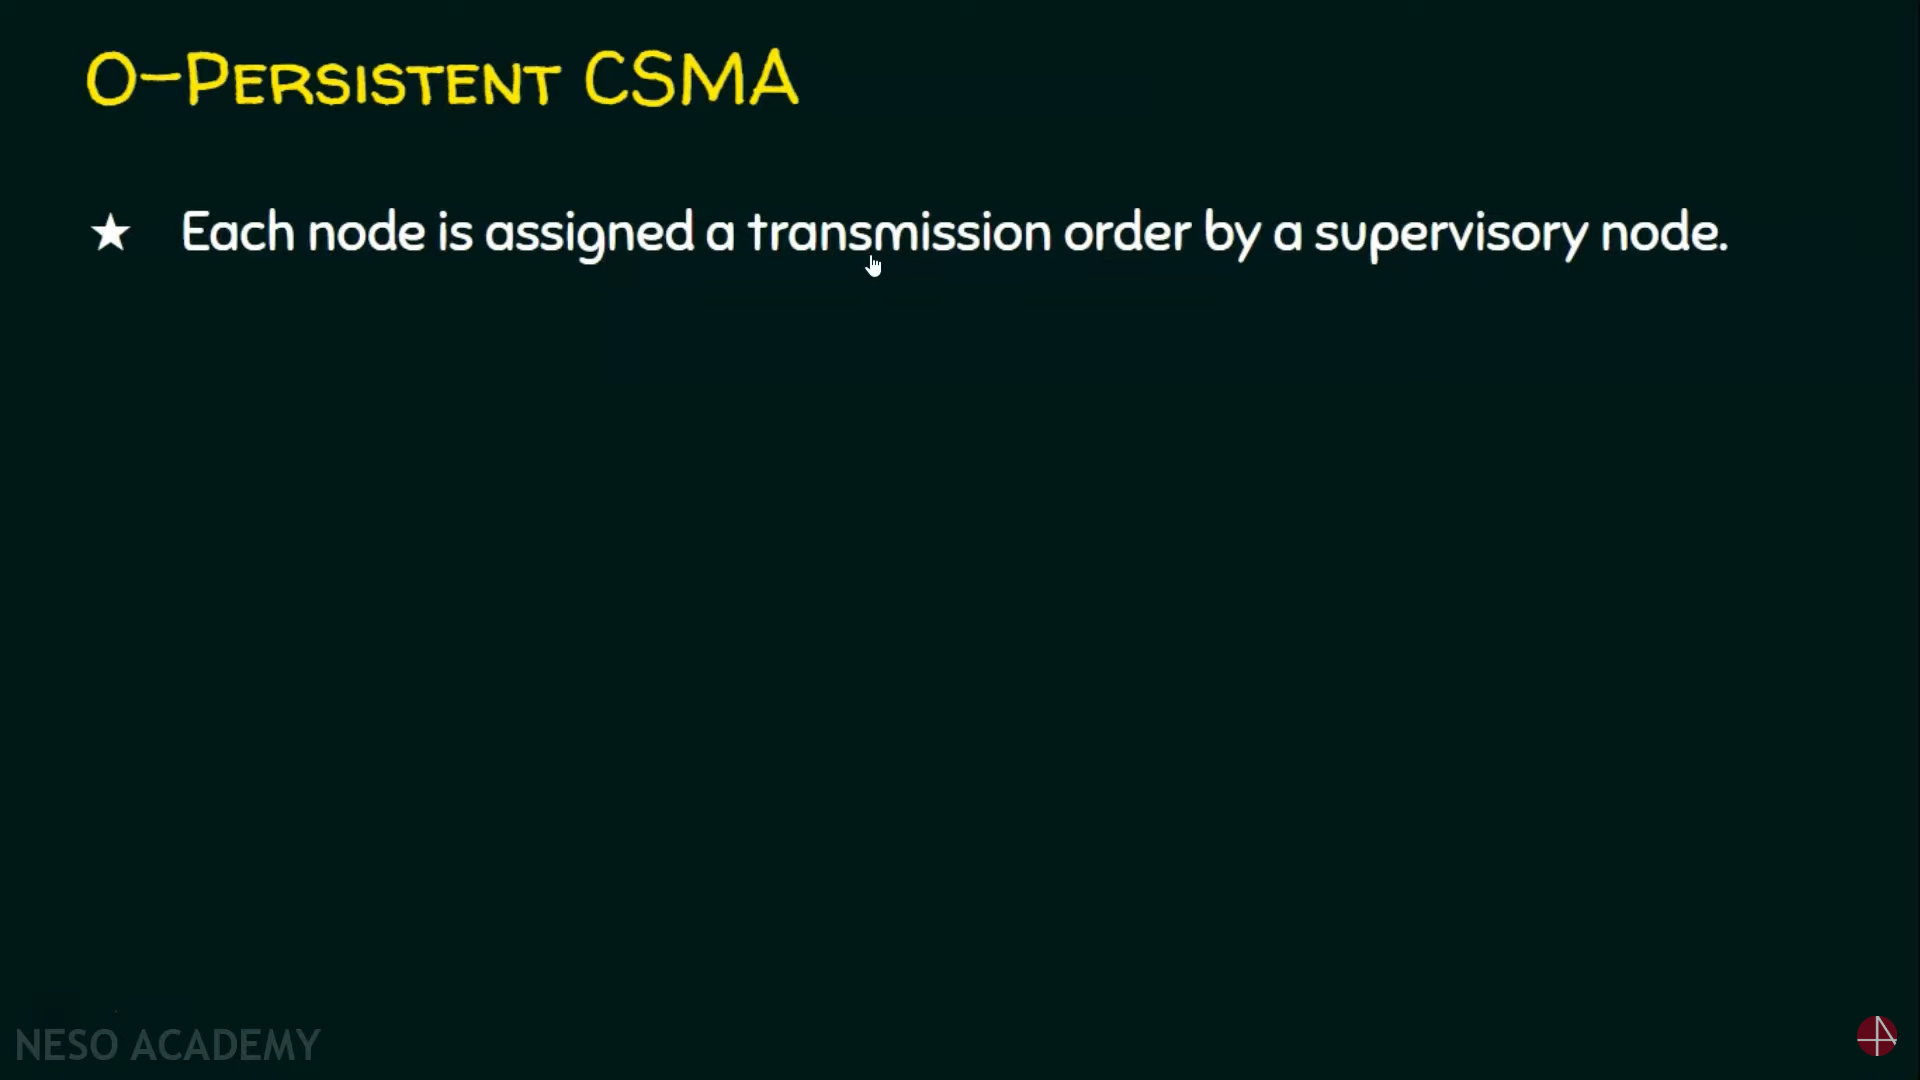 O-Persistent CSMA
★ Each node is assigned a transmission order by a supervisory node.
NESO ACADEMY